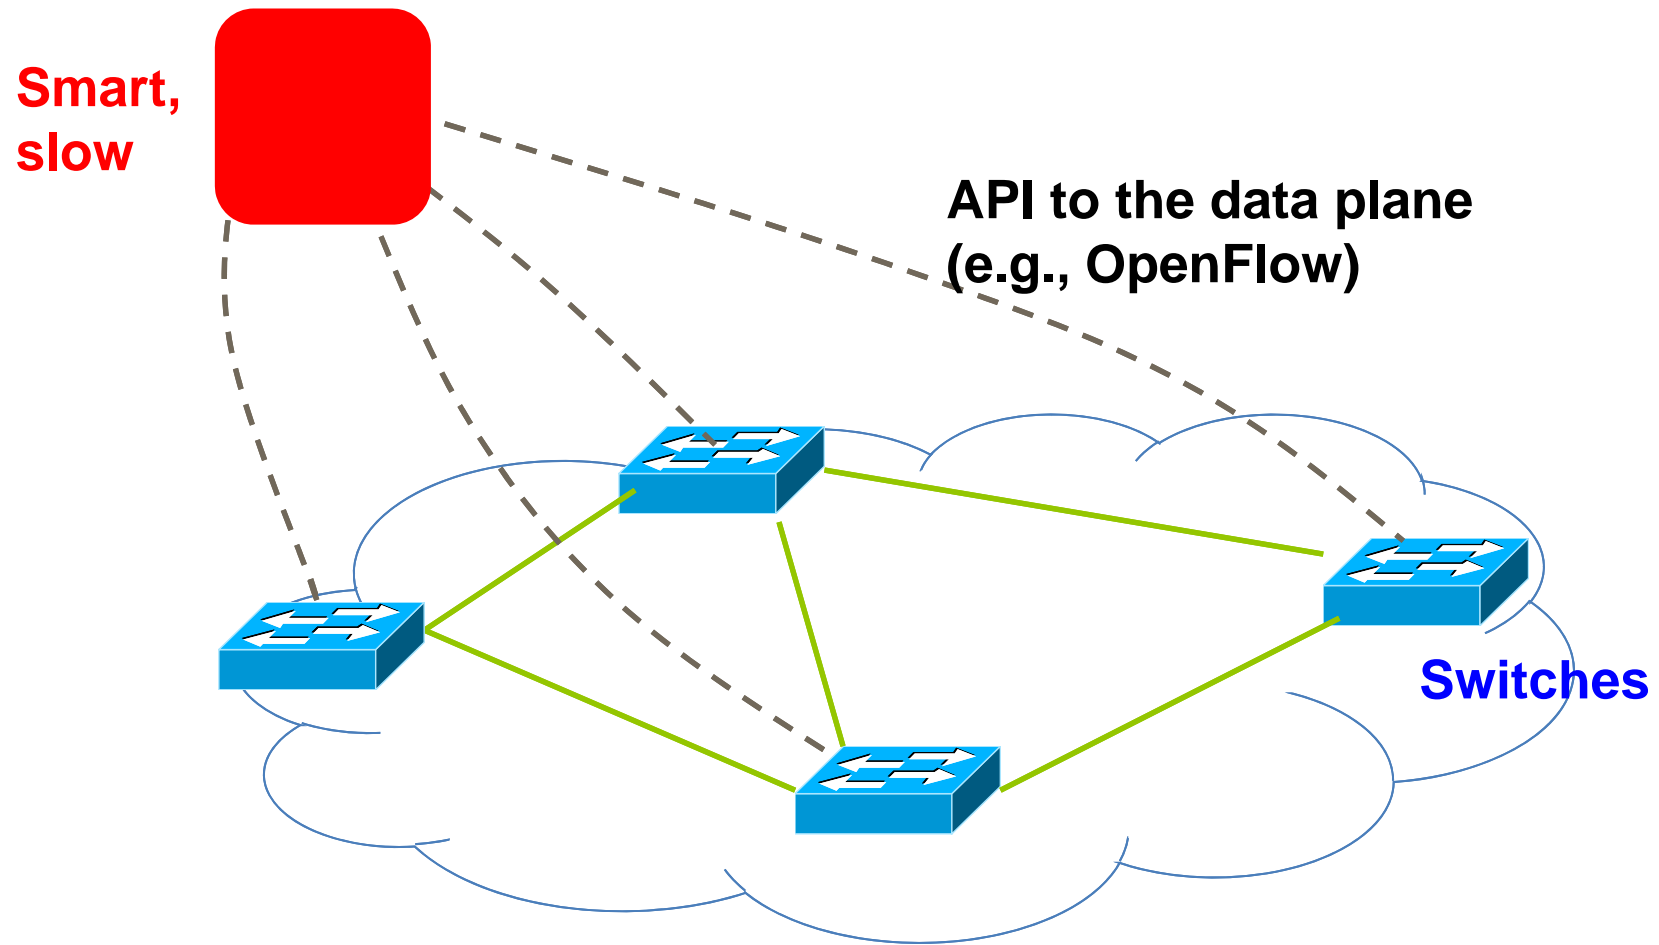 Smart,
slow
API to the data plane
(e.g., OpenFlow)
Switches